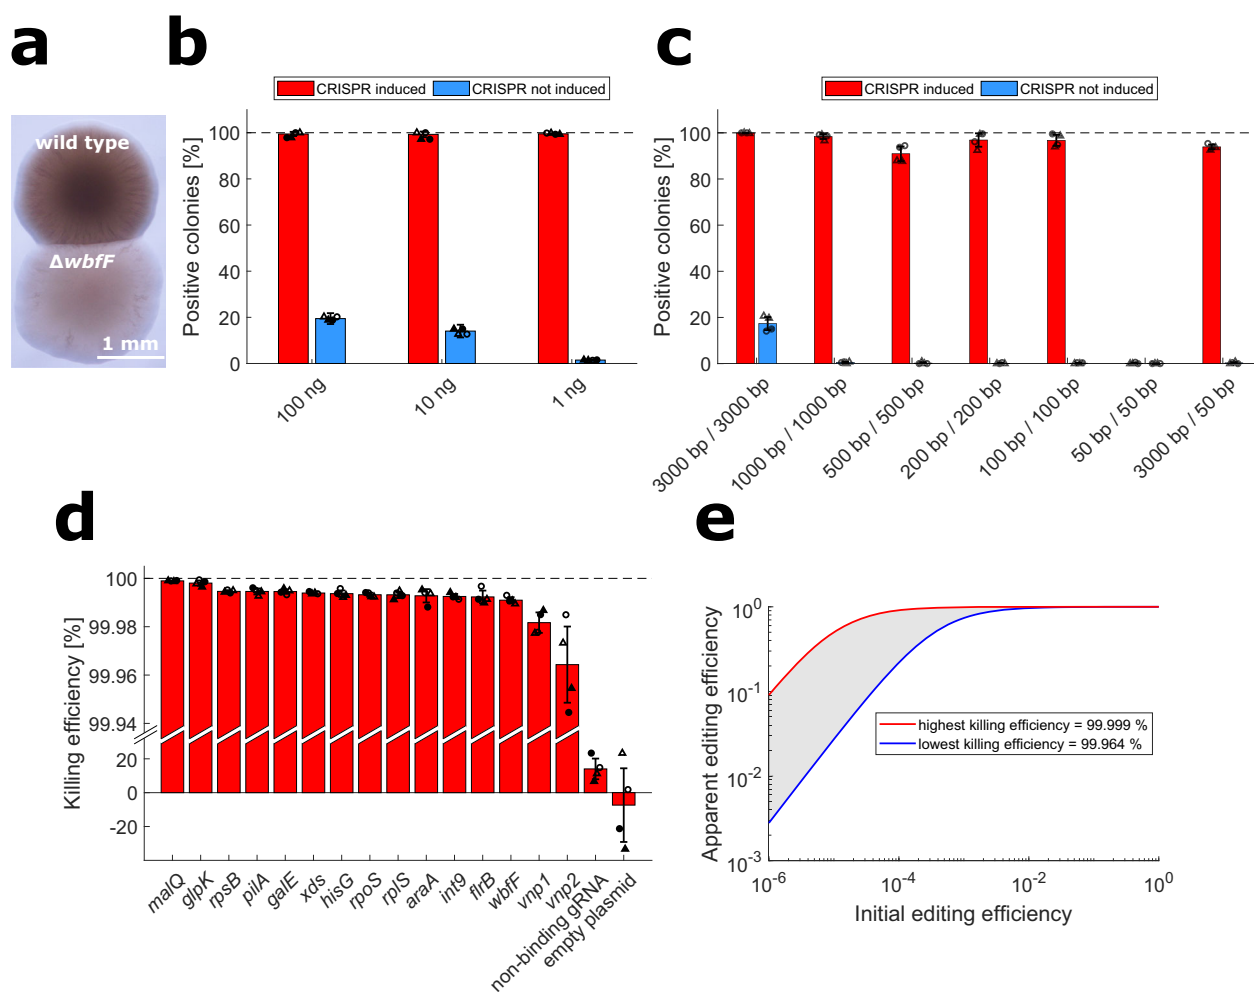 a
wild type
ΔwbfF
1 mm
b
CRISPR induced
CRISPR not induced
Positive colonies [%]
100
80
60
40
20
0
100 ng
10 ng
1 ng
c
CRISPR induced
CRISPR not induced
Positive colonies [%]
100
80
60
40
20
0
3000 bp / 3000 bp
1000 bp / 1000 bp
500 bp / 500 bp
200 bp / 200 bp
100 bp / 100 bp
50 bp / 50 bp
3000 bp / 50 bp
d
Killing efficiency [%]
100
99.98
99.96
99.94
20
0
-20
malQ
glpK
rpsB
pilA
galE
xds
hisG
rpoS
rplS
araA
int9
flrB
wbfF
vnp1
vnp2
non-binding gRNA
empty plasmid
e
Apparent editing efficiency
10^0
10^-1
10^-2
10^-3
highest killing efficiency = 99.999 %
lowest killing efficiency = 99.964 %
10^-6
10^-4
10^-2
10^0
Initial editing efficiency